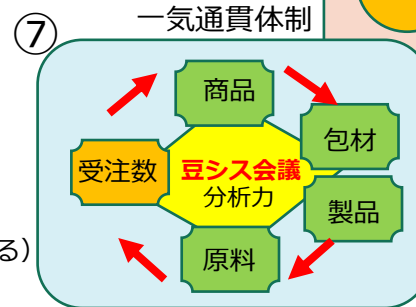 一気通貫体制
⑦
商品
包材
受注数
豆シス会議
分析力
製品
原料
る)